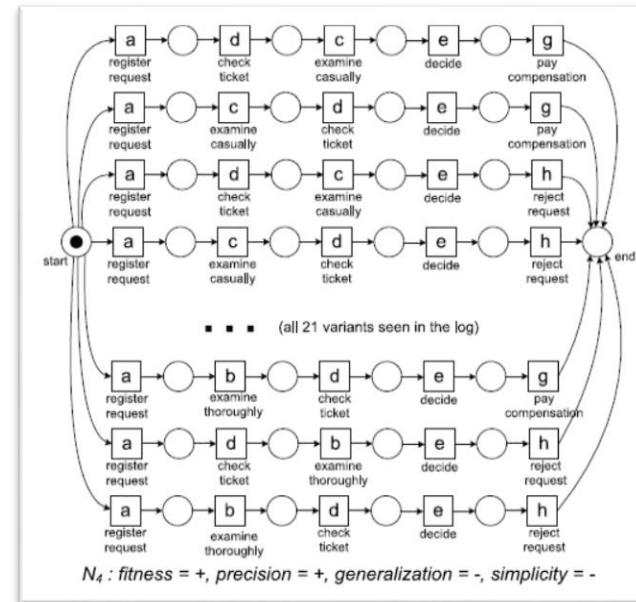 a d c e g
register check examine decide pay
request ticket casually compensation
a c d e g
register examine check decide pay
request casually ticket compensation
a d c e h
register check examine decide reject
request ticket casually request
a c d e h
start register examine check decide reject end
request casually ticket request
(all 21 variants seen in the log)
a b d e g
register examine check decide pay
request thoroughly ticket compensation
a d b e h
register check examine decide reject
request ticket thoroughly request
a b d e h
register examine check decide reject
request thoroughly ticket request
N4 : fitness = +, precision = +, generalization = -, simplicity = -